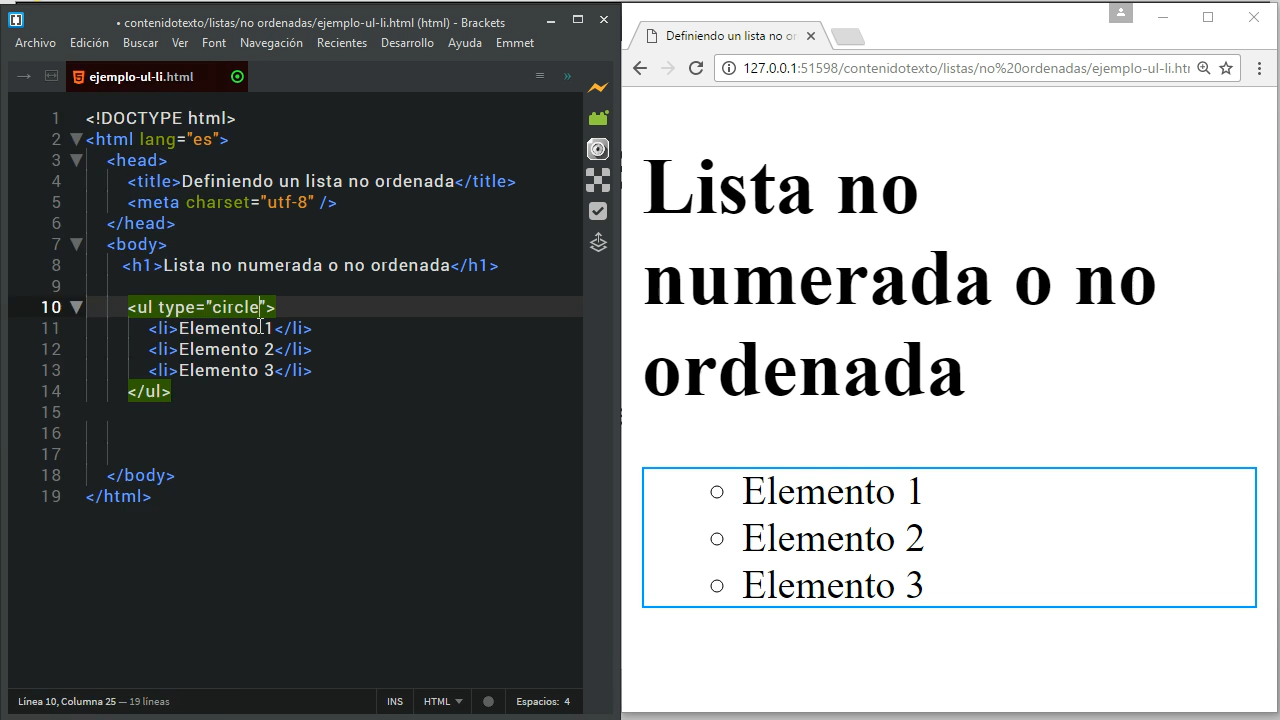 • contenidotexto/listas/no ordenadas/ejemplo-ul-li.html (html) - Brackets
Archivo Edición Buscar Ver Font Navegación Recientes Desarrollo Ayuda Emmet
ejemplo-ul-li.html
1 <!DOCTYPE html>
2 <html lang="es">
3 <head>
4 <title>Definiendo un lista no ordenada</title>
5 <meta charset="utf-8" />
6 </head>
7 <body>
8 <h1>Lista no numerada o no ordenada</h1>
9
10 <ul type="circle">
11 <li>Elemento 1</li>
12 <li>Elemento 2</li>
13 <li>Elemento 3</li>
14 </ul>
15
16
17
18 </body>
19 </html>
Línea 10, Columna 25 — 19 líneas INS HTML Espacios: 4
Definiendo un lista no or
127.0.0.1:51598/contenidotexto/listas/no%20ordenadas/ejemplo-ul-li.htm
Lista no
numerada o no
ordenada
Elemento 1
Elemento 2
Elemento 3